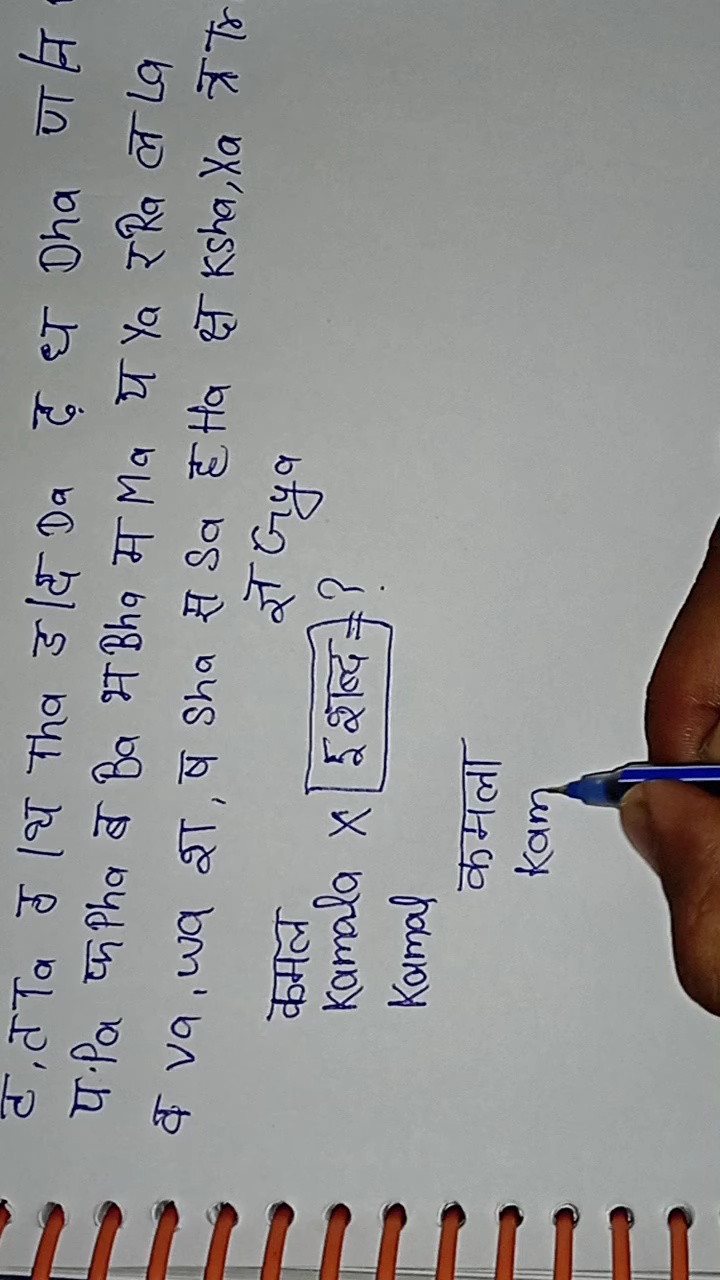 ट,त Ta ठ/थ Tha ड/द Da ढ़ ध Dha ण/न
प.Pa फ Pha ब Ba भ Bha म Ma य Ya र Ra ल La
व Va,Wa श,ष Sha स Sa ह Ha क्ष Ksha,Xa त्र Tr
ज्ञ Gya
कमल
Kamala X इ शब्द = ?
Kamal
कमला
Kam